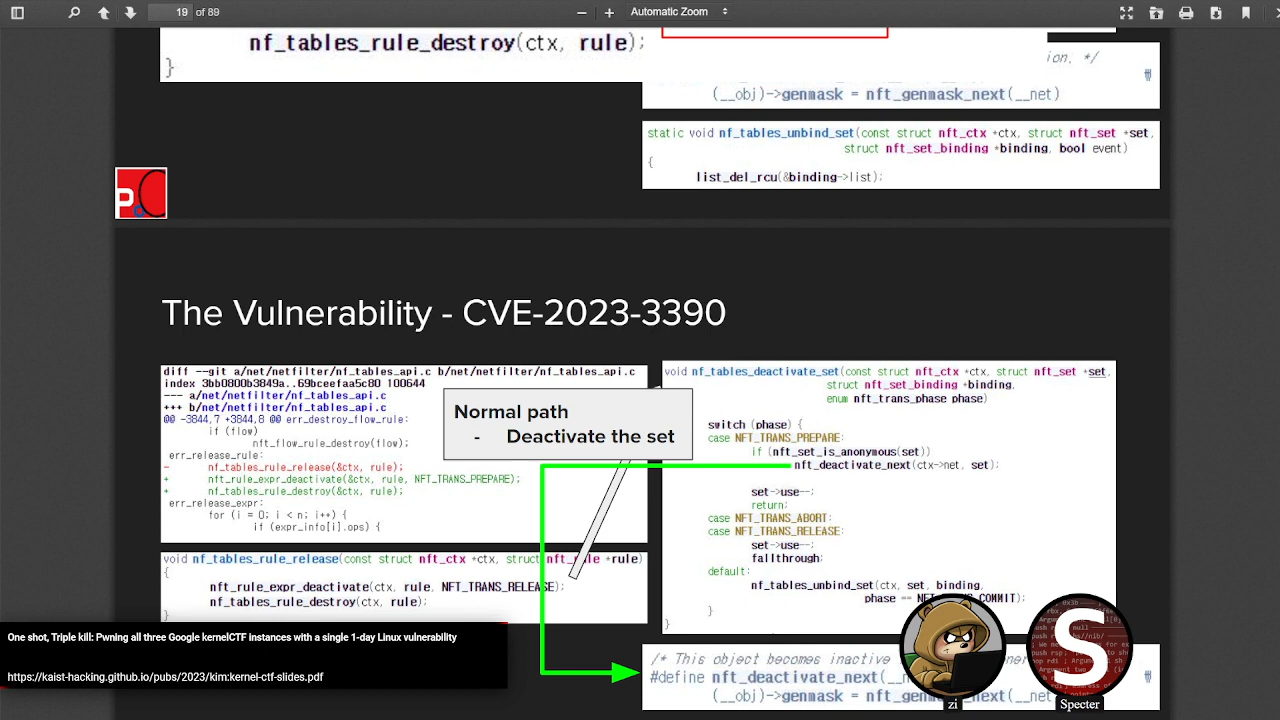 19 of 89
Automatic Zoom
nf_tables_rule_destroy(ctx, rule);
}
ion. */
(__obj)->genmask = nft_genmask_next(__net)
static void nf_tables_unbind_set(const struct nft_ctx *ctx, struct nft_set *set,
struct nft_set_binding *binding, bool event)
{
list_del_rcu(&binding->list);
The Vulnerability - CVE-2023-3390
diff --git a/net/netfilter/nf_tables_api.c b/net/netfilter/nf_tables_api.c
index 3bb0800b3849a..69bceefaa5c80 100644
--- a/net/netfilter/nf_tables_api.c
+++ b/net/netfilter/nf_tables_api.c
@@ -3844,7 +3844,8 @@ err_destroy_flow_rule:
if (flow)
nft_flow_rule_destroy(flow);
err_release_rule:
- nf_tables_rule_release(&ctx, rule);
+ nft_rule_expr_deactivate(&ctx, rule, NFT_TRANS_PREPARE);
+ nf_tables_rule_destroy(&ctx, rule);
err_release_expr:
for (i = 0; i < n; i++) {
if (expr_info[i].ops) {
Normal path
- Deactivate the set
void nf_tables_rule_release(const struct nft_ctx *ctx, struct nft_rule *rule)
{
nft_rule_expr_deactivate(ctx, rule, NFT_TRANS_RELEASE);
nf_tables_rule_destroy(ctx, rule);
}
void nf_tables_deactivate_set(const struct nft_ctx *ctx, struct nft_set *set,
struct nft_set_binding *binding,
enum nft_trans_phase phase)
switch (phase) {
case NFT_TRANS_PREPARE:
if (nft_set_is_anonymous(set))
nft_deactivate_next(ctx->net, set);
set->use--;
return;
case NFT_TRANS_ABORT:
case NFT_TRANS_RELEASE:
set->use--;
fallthrough;
default:
nf_tables_unbind_set(ctx, set, binding,
phase == COMMIT);
}
}
/* This object becomes inactive
#define nft_deactivate_next(__
(__obj)->genmask = nft_genmask_next(__net
One shot, Triple kill: Pwning all three Google kernelCTF instances with a single 1-day Linux vulnerability
https://kaist-hacking.github.io/pubs/2023/kim:kernel-ctf-slides.pdf
zi
S
Specter